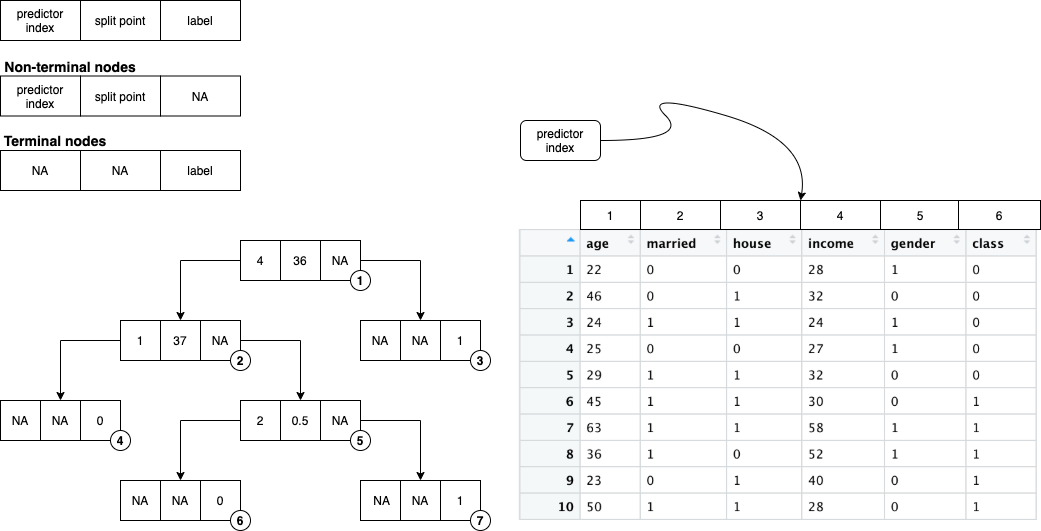 predictor
index
split point
label
Non-terminal nodes
predictor
index
split point
NA
Terminal nodes
NA
NA
label
4 36 NA
1
1 37 NA
2
NA NA 1
3
NA NA 0
4
2 0.5 NA
5
NA NA 0
6
NA NA 1
7
predictor
index
1 2 3 4 5 6
age married house income gender class
1 22 0 0 28 1 0
2 46 0 1 32 0 0
3 24 1 1 24 1 0
4 25 0 0 27 1 0
5 29 1 1 32 0 0
6 45 1 1 30 0 1
7 63 1 1 58 1 1
8 36 1 0 52 1 1
9 23 0 1 40 0 1
10 50 1 1 28 0 1